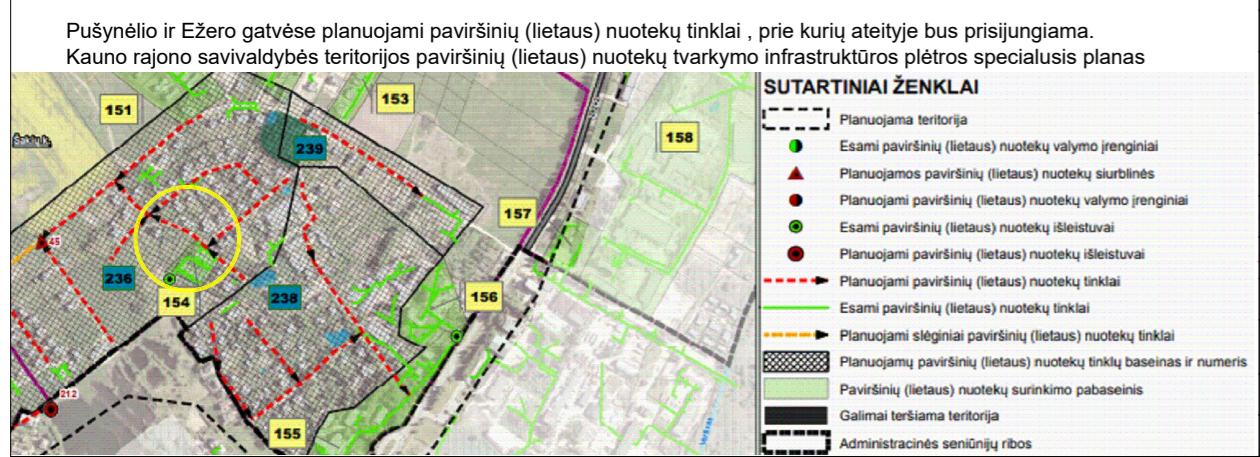 Pušynėlio ir Ežero gatvėse planuojami paviršinių (lietaus) nuotekų tinklai , prie kurių ateityje bus prisijungiama.
Kauno rajono savivaldybės teritorijos paviršinių (lietaus) nuotekų tvarkymo infrastruktūros plėtros specialusis planas
SUTARTINIAI ŽENKLAI
Planuojama teritorija
Esami paviršinių (lietaus) nuotekų valymo įrenginiai
Planuojamos paviršinių (lietaus) nuotekų siurblinės
Planuojami paviršinių (lietaus) nuotekų valymo įrenginiai
Esami paviršinių (lietaus) nuotekų išleistuvai
Planuojami paviršinių (lietaus) nuotekų išleistuvai
Planuojami paviršinių (lietaus) nuotekų tinklai
Esami paviršinių (lietaus) nuotekų tinklai
Planuojami slėginiai paviršinių (lietaus) nuotekų tinklai
Planuojamų paviršinių (lietaus) nuotekų tinklų baseinas ir numeris
Paviršinių (lietaus) nuotekų surinkimo pabaseinis
Galimai teršiama teritorija
Administracinės seniūnijų ribos
151
153
158
239
157
45
236
154
238
156
212
155